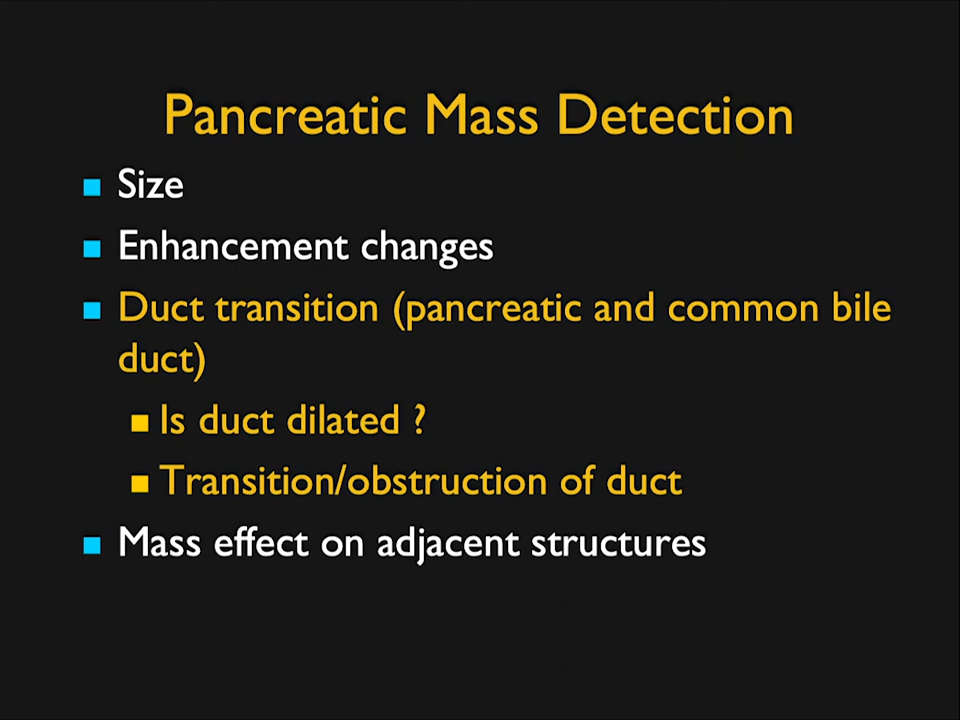 Pancreatic Mass Detection
Size
Enhancement changes
Duct transition (pancreatic and common bile
duct)
Is duct dilated ?
Transition/obstruction of duct
Mass effect on adjacent structures